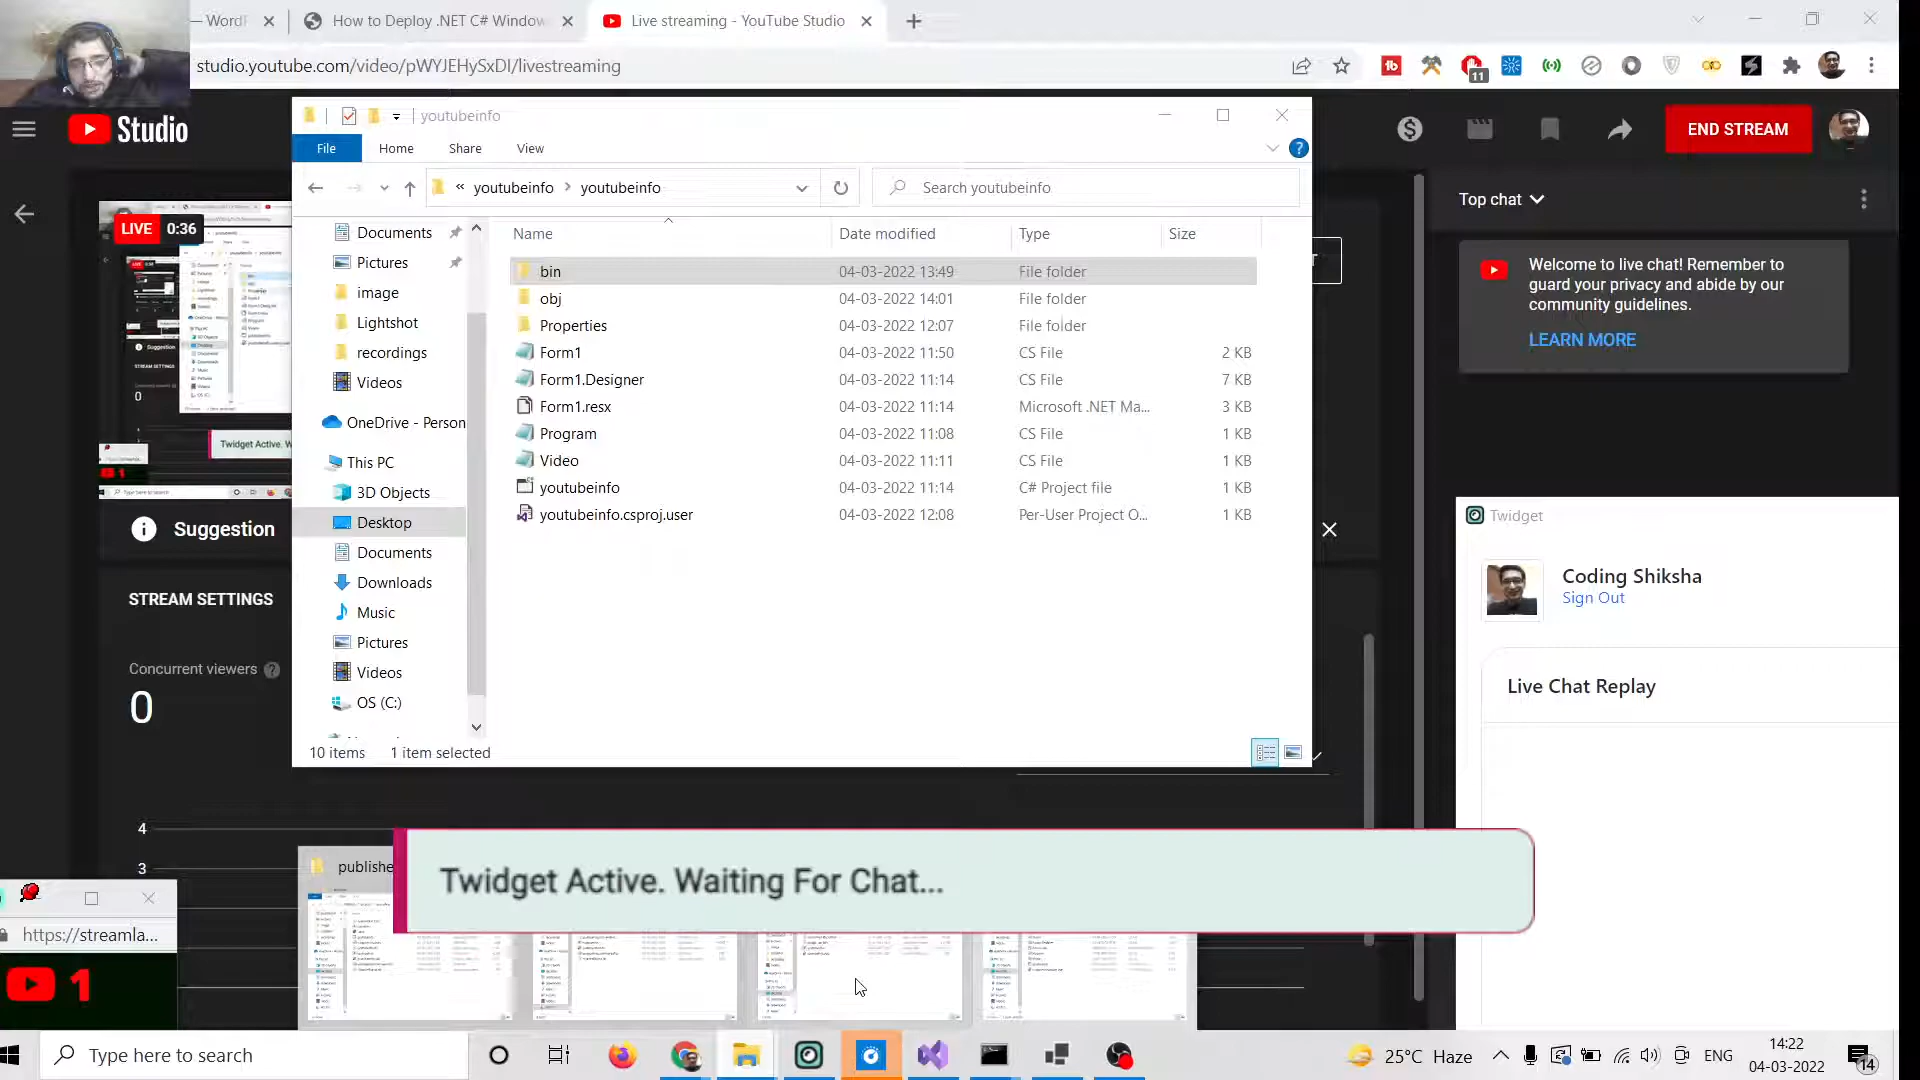 — WordP
How to Deploy .NET C# Window
Live streaming - YouTube Studio
studio.youtube.com/video/pWYJEHySxDI/livestreaming
11
Studio
END STREAM
youtubeinfo
File
Home
Share
View
youtubeinfo
youtubeinfo
Search youtubeinfo
LIVE 0:36
Name
Date modified
Type
Size
Documents
Pictures
image
Lightshot
recordings
Videos
OneDrive - Person
This PC
3D Objects
Desktop
Documents
Downloads
Music
Pictures
Videos
OS (C:)
bin 04-03-2022 13:49 File folder
obj 04-03-2022 14:01 File folder
Properties 04-03-2022 12:07 File folder
Form1 04-03-2022 11:50 CS File 2 KB
Form1.Designer 04-03-2022 11:14 CS File 7 KB
Form1.resx 04-03-2022 11:14 Microsoft .NET Ma... 3 KB
Program 04-03-2022 11:08 CS File 1 KB
Video 04-03-2022 11:11 CS File 1 KB
youtubeinfo 04-03-2022 11:14 C# Project file 1 KB
youtubeinfo.csproj.user 04-03-2022 12:08 Per-User Project O... 1 KB
10 items 1 item selected
Top chat
Welcome to live chat! Remember to
guard your privacy and abide by our
community guidelines.
LEARN MORE
Twidget
Coding Shiksha
Sign Out
Live Chat Replay
Twidget Active. W
Suggestion
STREAM SETTINGS
Concurrent viewers
0
4
3
publishe
Twidget Active. Waiting For Chat...
https://streamla...
1
Type here to search
25°C Haze
ENG
14:22
04-03-2022
14